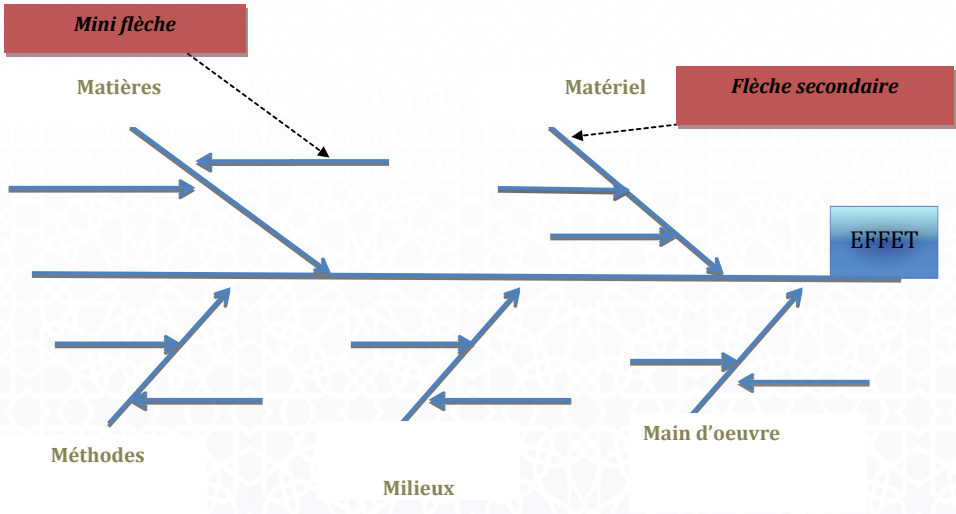 Mini flèche
Matières
Matériel
Flèche secondaire
EFFET
Méthodes
Milieux
Main d'oeuvre